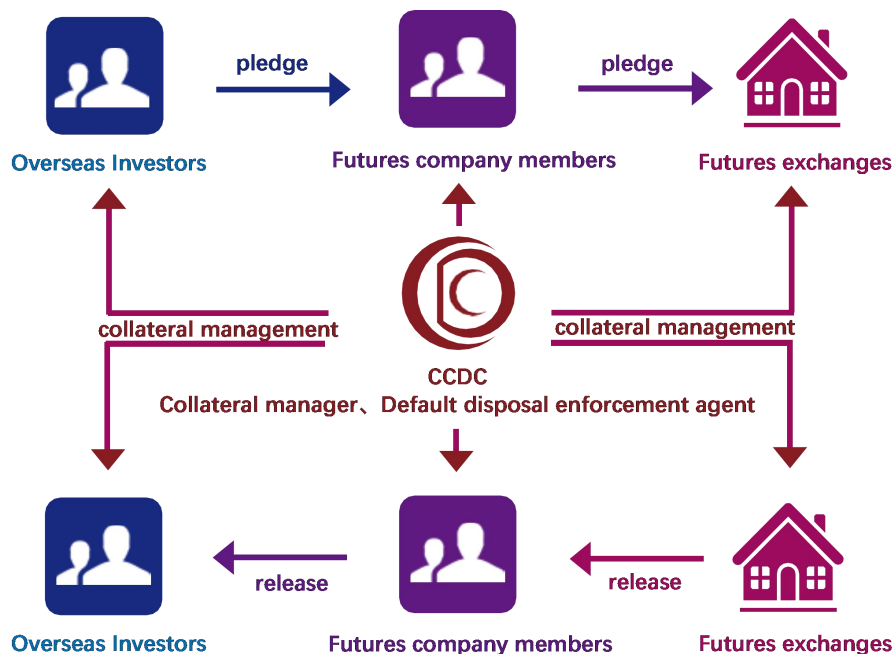 pledge
pledge
Overseas Investors
Futures company members
Futures exchanges
collateral management
collateral management
CCDC
Collateral manager、Default disposal enforcement agent
release
release
Overseas Investors
Futures company members
Futures exchanges